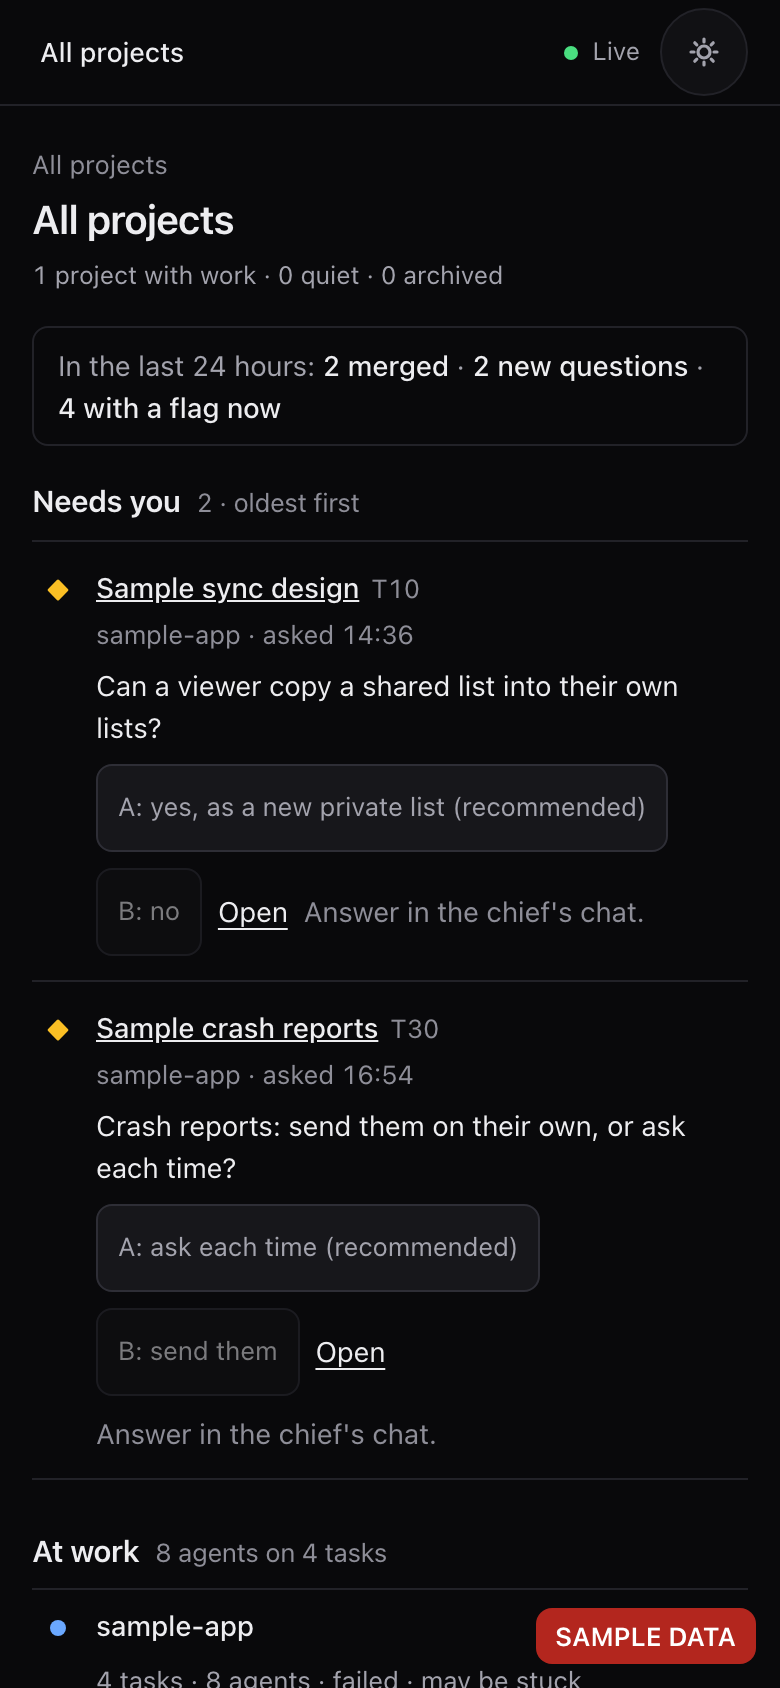 All projects
Live
All projects
All projects
1 project with work · 0 quiet · 0 archived
In the last 24 hours: 2 merged · 2 new questions ·
4 with a flag now
Needs you 2 · oldest first
Sample sync design T10
sample-app · asked 14:36
Can a viewer copy a shared list into their own
lists?
A: yes, as a new private list (recommended)
B: no Open Answer in the chief's chat.
Sample crash reports T30
sample-app · asked 16:54
Crash reports: send them on their own, or ask
each time?
A: ask each time (recommended)
B: send them Open
Answer in the chief's chat.
At work 8 agents on 4 tasks
sample-app
SAMPLE DATA
4 tasks · 8 agents · failed · may be stuck